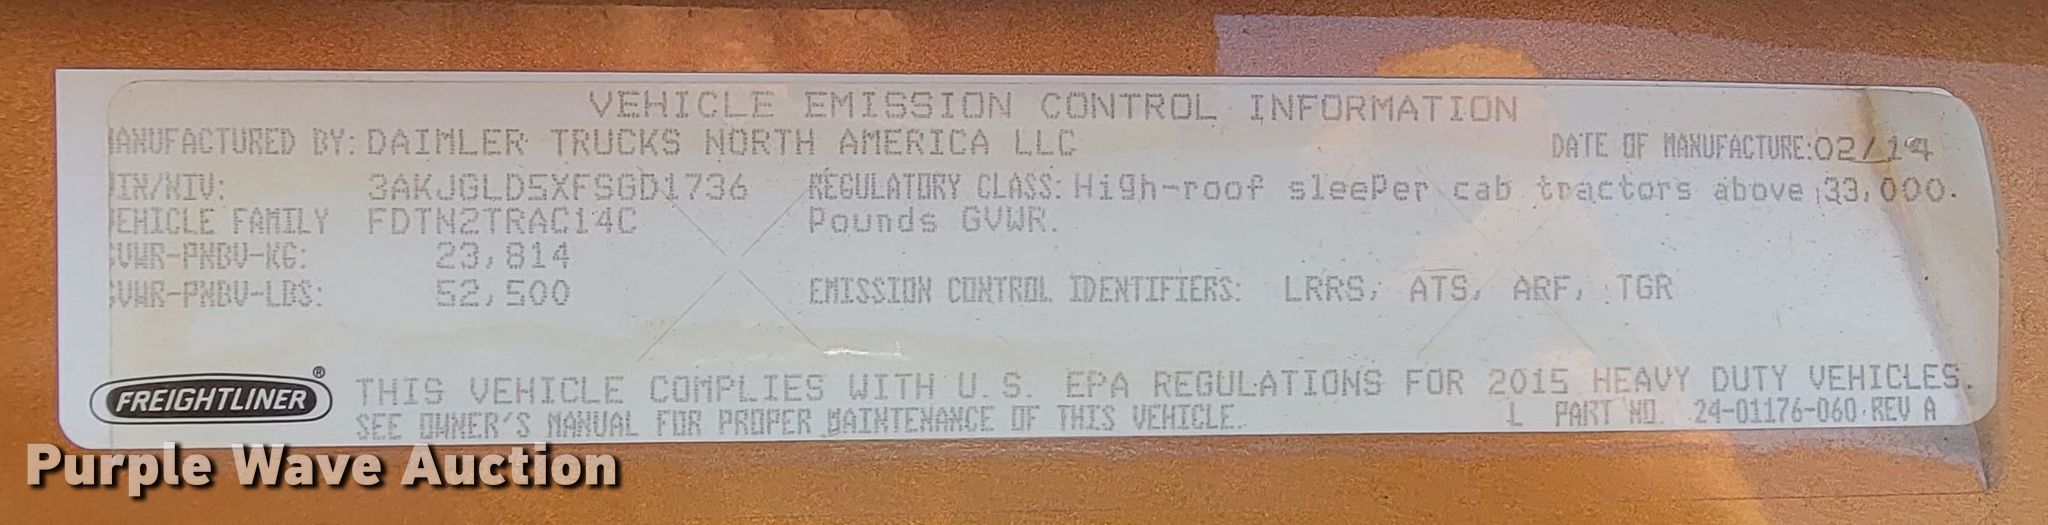 VEHICLE EMISSION CONTROL INFORMATION
MANUFACTURED BY: DAIMLER TRUCKS NORTH AMERICA LLC DATE OF MANUFACTURE: 02/14
VIN/NIV: 3AKJGLD5XFSGD1736 REGULATORY CLASS: High-roof sleeper cab tractors above 33,000.
VEHICLE FAMILY FDTN2TRAC14C Pounds GVWR.
GVWR-PNBV-KG: 23,814
GVWR-PNBV-LBS: 52,500 EMISSION CONTROL IDENTIFIERS: LRRS, ATS, ARF, TGR
FREIGHTLINER® THIS VEHICLE COMPLIES WITH U.S. EPA REGULATIONS FOR 2015 HEAVY DUTY VEHICLES.
SEE OWNER'S MANUAL FOR PROPER MAINTENANCE OF THIS VEHICLE. L PART NO. 24-01176-060 REV A
Purple Wave Auction